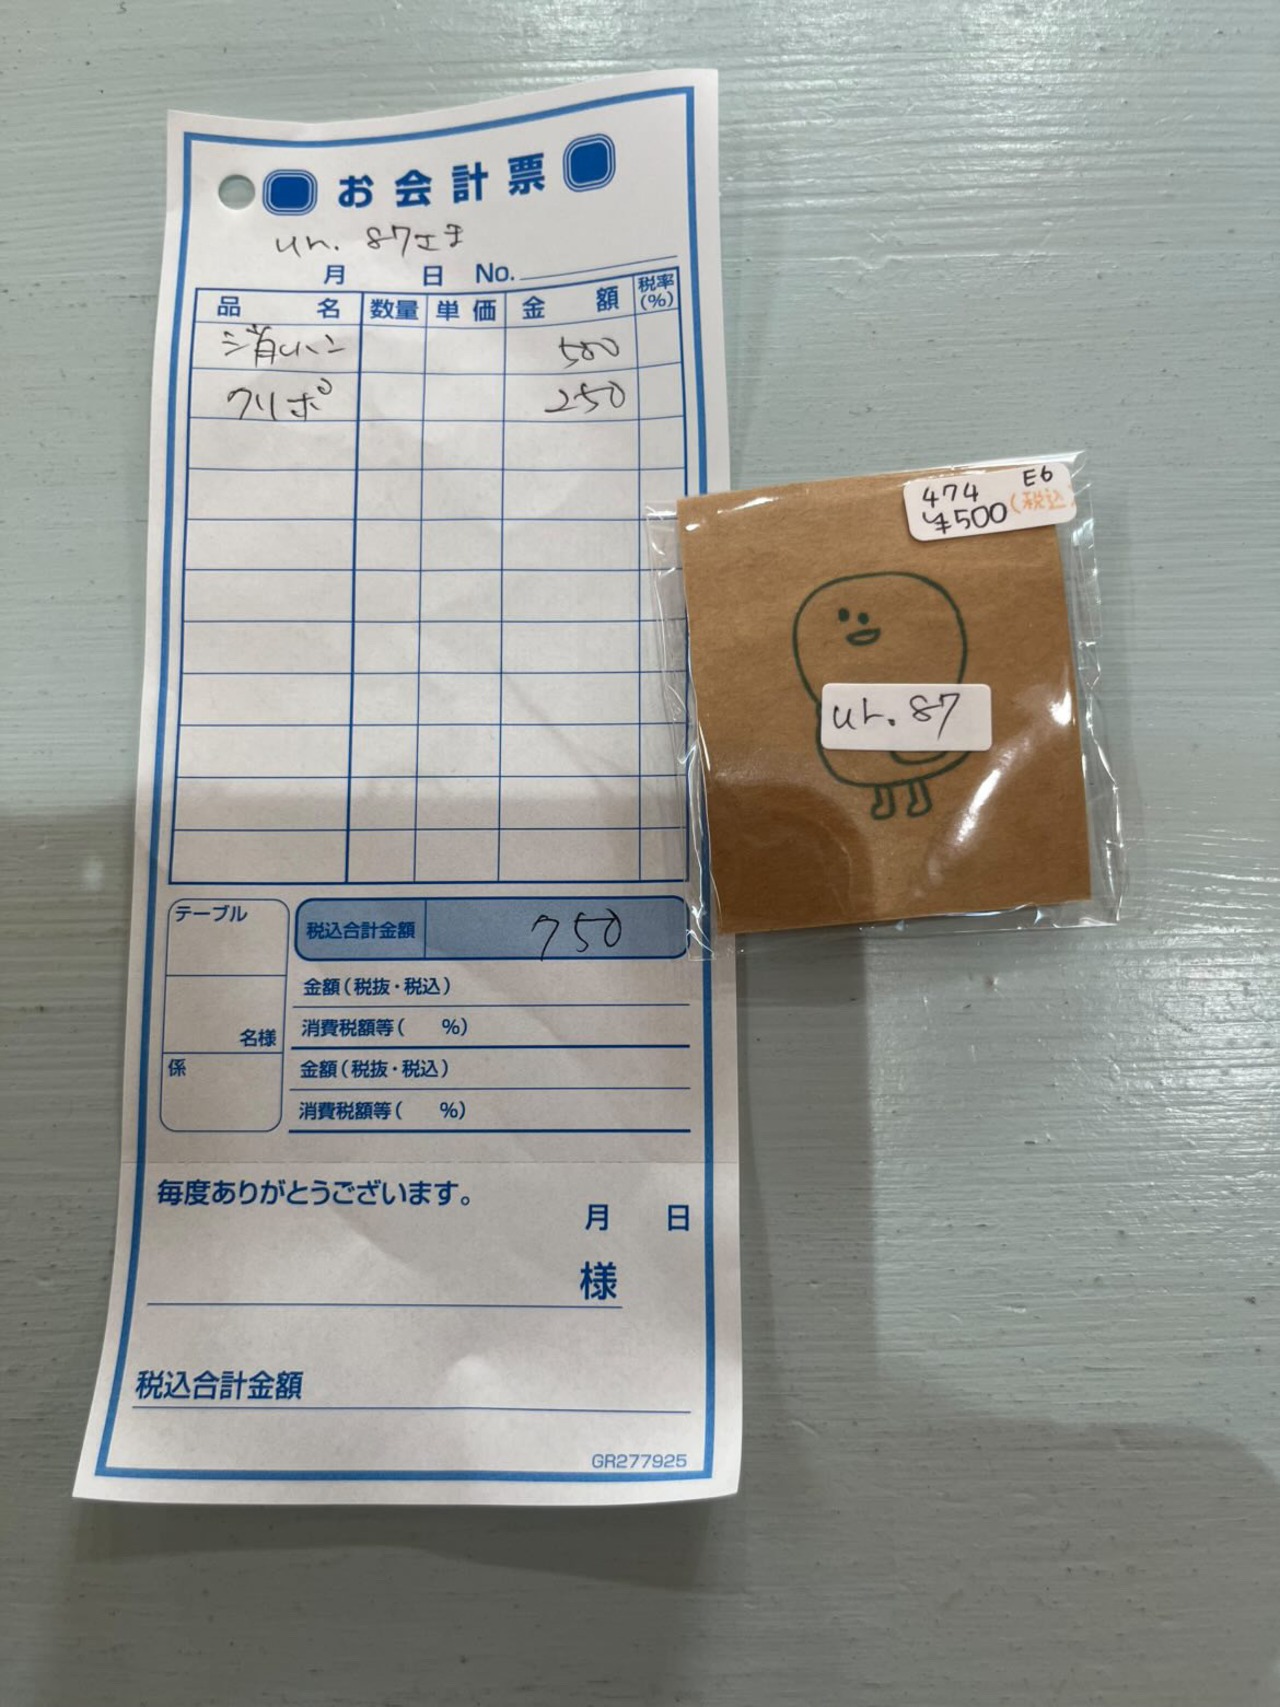 お会計票
un. 87さま
月 日 No.
品 名 数量 単価 金 額 税率(%)
消しハン 500
クリポ 250
テーブル
名様
係
税込合計金額 750
金額(税抜・税込)
消費税額等( %)
金額(税抜・税込)
消費税額等( %)
毎度ありがとうございます。
月 日
様
税込合計金額
GR277925
474 E6
¥500(税込)
un. 87